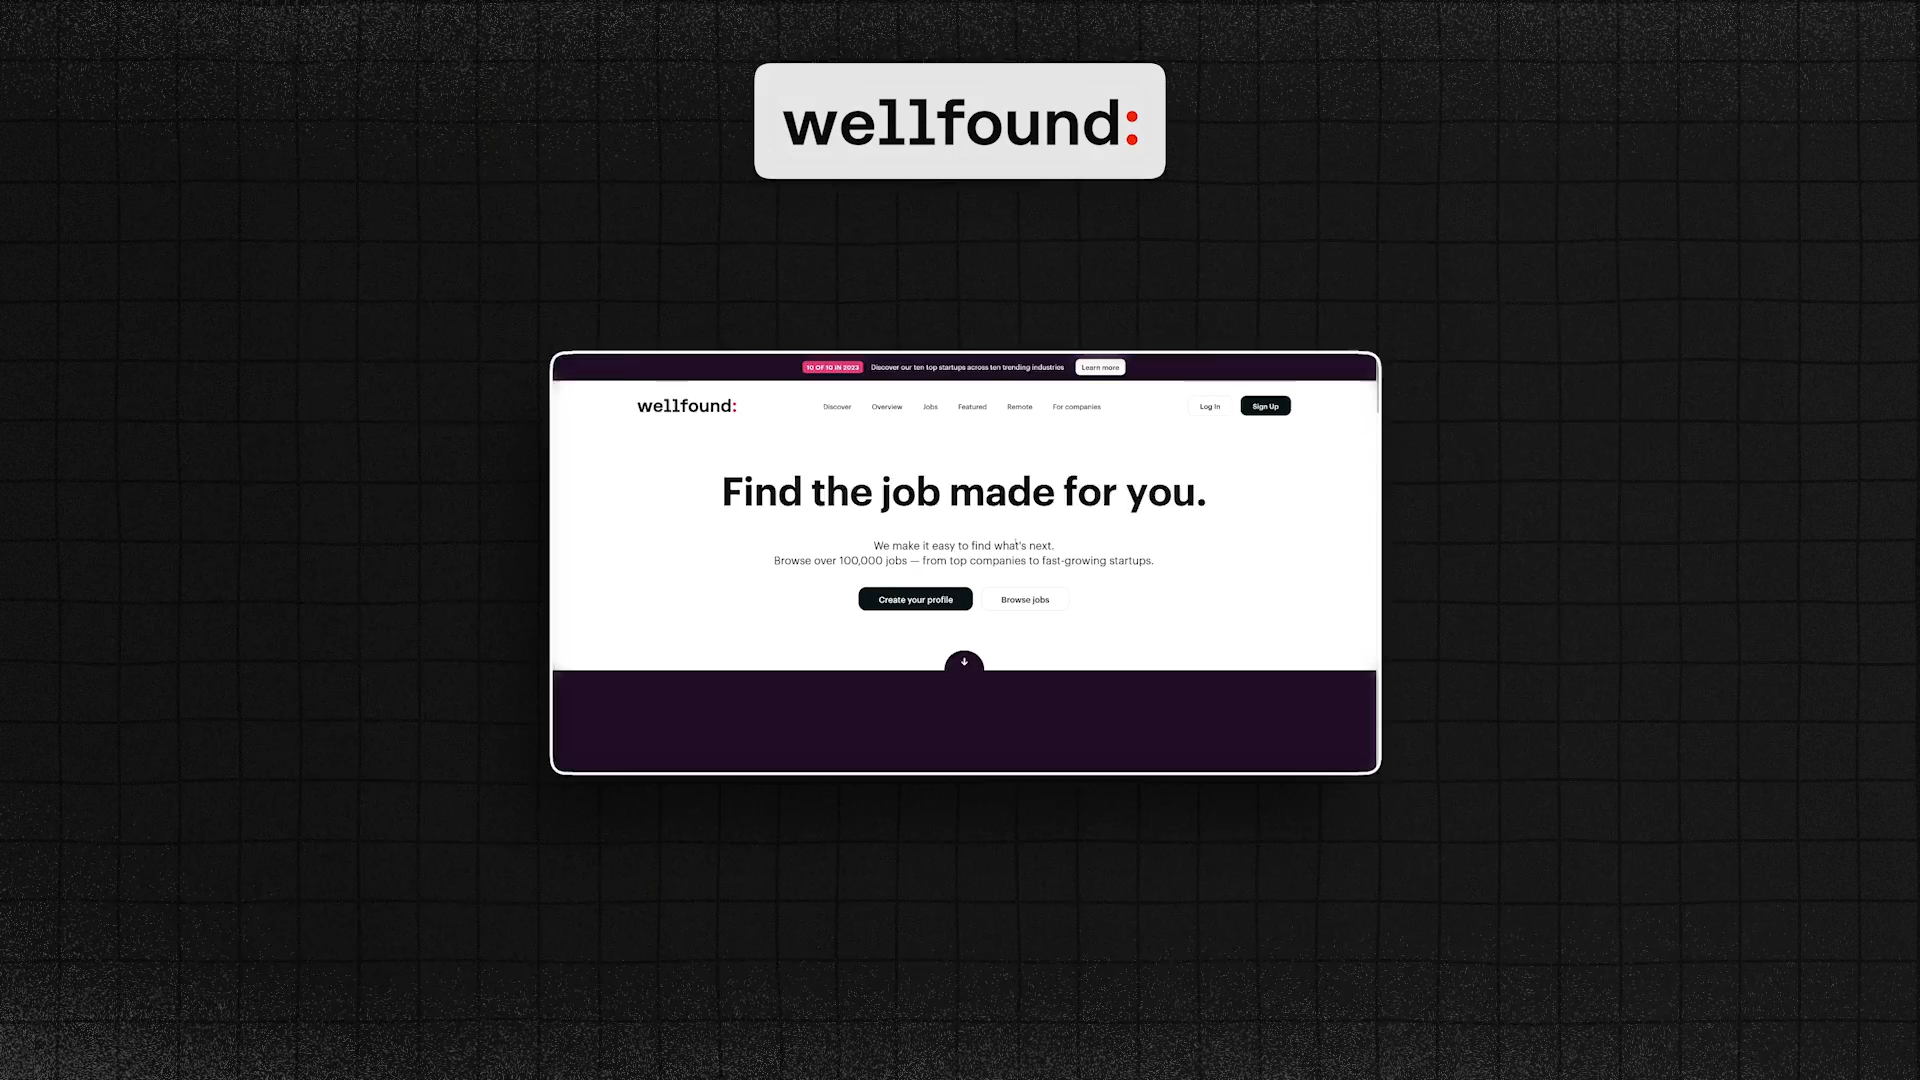 wellfound:
10 OF 10 IN 2023 Discover our ten top startups across ten trending industries Learn more
wellfound: Discover Overview Jobs Featured Remote For companies Log In Sign Up
Find the job made for you.
We make it easy to find what's next.
Browse over 100,000 jobs — from top companies to fast-growing startups.
Create your profile Browse jobs